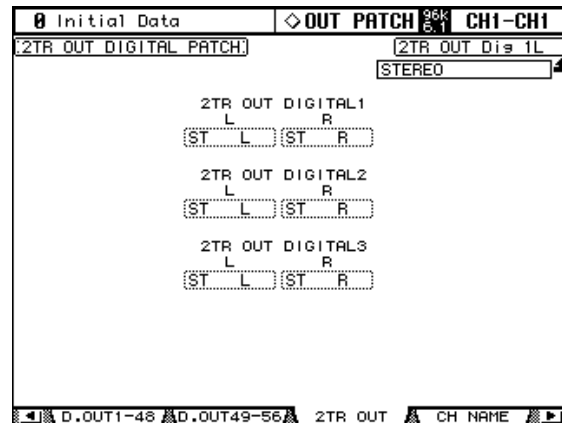 0 Initial Data ◇OUT PATCH 96k 6.1 CH1-CH1
2TR OUT DIGITAL PATCH 2TR OUT Dig 1L
STEREO
2TR OUT DIGITAL1
L R
ST L ST R
2TR OUT DIGITAL2
L R
ST L ST R
2TR OUT DIGITAL3
L R
ST L ST R
D.OUT1-48 D.OUT49-56 2TR OUT CH NAME